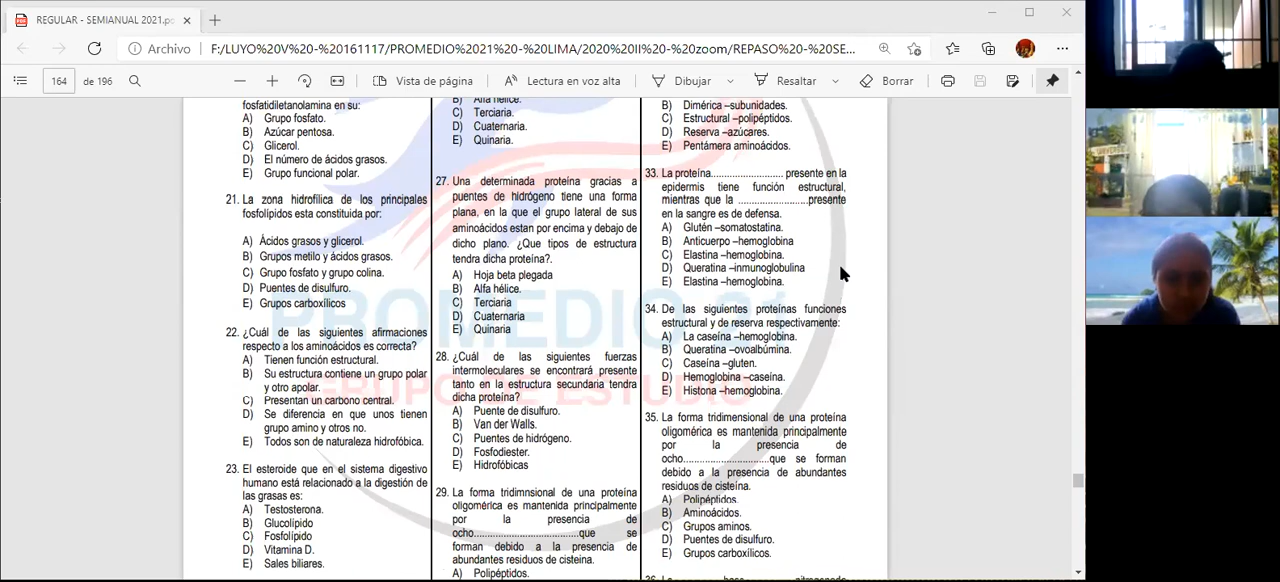 REGULAR - SEMIANUAL 2021.pd
Archivo
F:/LUYO%20V%20-%20161117/PROMEDIO%2021%20-%20LIMA/2020%20II%20-%20zoom/REPASO%20-%20SE...
164
de 196
Vista de página
Lectura en voz alta
Dibujar
Resaltar
Borrar
fosfatidiletanolamina en su:
A) Grupo fosfato.
B) Azúcar pentosa.
C) Glicerol.
D) El número de ácidos grasos.
E) Grupo funcional polar.
21. La zona hidrofílica de los principales
fosfolípidos esta constituida por:
A) Ácidos grasos y glicerol.
B) Grupos metilo y ácidos grasos.
C) Grupo fosfato y grupo colina.
D) Puentes de disulfuro.
E) Grupos carboxílicos
22. ¿Cuál de las siguientes afirmaciones
respecto a los aminoácidos es correcta?
A) Tienen función estructural.
B) Su estructura contiene un grupo polar
y otro apolar.
C) Presentan un carbono central.
D) Se diferencia en que unos tienen
grupo amino y otros no.
E) Todos son de naturaleza hidrofóbica.
23. El esteroide que en el sistema digestivo
humano está relacionado a la digestión de
las grasas es:
A) Testosterona.
B) Glucolípido
C) Fosfolípido
D) Vitamina D.
E) Sales biliares.
B) Alfa hélice.
C) Terciaria.
D) Cuaternaria.
E) Quinaria.
27. Una determinada proteína gracias a
puentes de hidrógeno tiene una forma
plana, en la que el grupo lateral de sus
aminoácidos estan por encima y debajo de
dicho plano. ¿Que tipos de estructura
tendra dicha proteína?.
A) Hoja beta plegada
B) Alfa hélice.
C) Terciaria
D) Cuaternaria
E) Quinaria
28. ¿Cuál de las siguientes fuerzas
intermoleculares se encontrará presente
tanto en la estructura secundaria tendra
dicha proteína?
A) Puente de disulfuro.
B) Van der Walls.
C) Puentes de hidrógeno.
D) Fosfodiester.
E) Hidrofóbicas
29. La forma tridimnsional de una proteína
oligomérica es mantenida principalmente
por la presencia de
ocho...................................que se
forman debido a la presencia de
abundantes residuos de cisteína.
A) Polipéptidos.
B) Dimérica –subunidades.
C) Estructural –polipéptidos.
D) Reserva –azúcares.
E) Pentámera aminoácidos.
33. La proteína......................... presente en la
epidermis tiene función estructural,
mientras que la ........................presente
en la sangre es de defensa.
A) Glutén –somatostatina.
B) Anticuerpo –hemoglobina
C) Elastina –hemoglobina.
D) Queratina –inmunoglobulina
E) Elastina –hemoglobina.
34. De las siguientes proteínas funciones
estructural y de reserva respectivamente:
A) La caseína –hemoglobina.
B) Queratina –ovoalbúmina.
C) Caseína –gluten.
D) Hemoglobina –caseína.
E) Histona –hemoglobina.
35. La forma tridimensional de una proteína
oligomérica es mantenida principalmente
por la presencia de
ocho.............................que se forman
debido a la presencia de abundantes
residuos de cisteína.
A) Polipéptidos.
B) Aminoácidos.
C) Grupos aminos.
D) Puentes de disulfuro.
E) Grupos carboxílicos.
PROMEDIO 21
GRUPO DE ESTUDIO